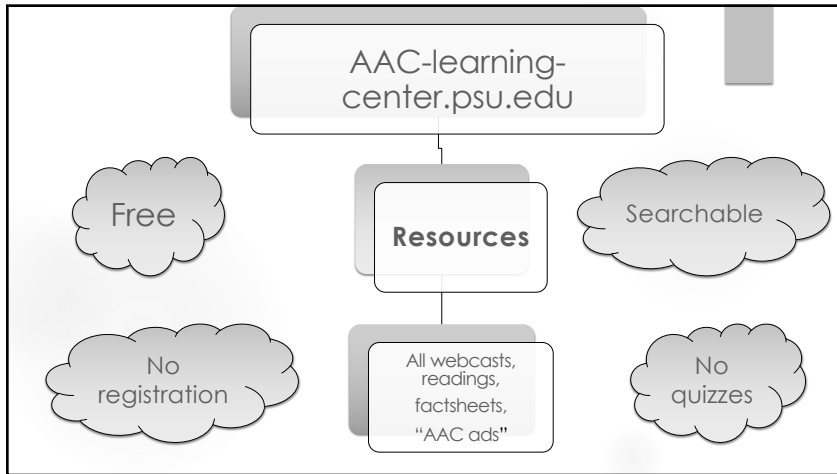 AAC-learning-
center.psu.edu
Free
Resources
Searchable
No
registration
All webcasts,
readings,
factsheets,
“AAC ads”
No
quizzes